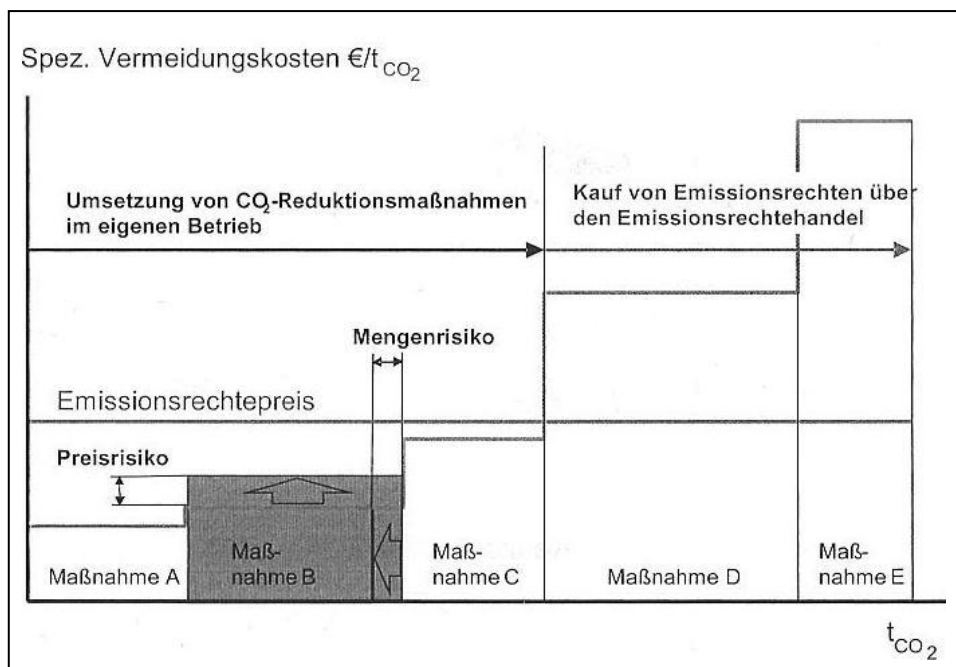 Spez. Vermeidungskosten €/tCO2
Umsetzung von CO2-Reduktionsmaßnahmen
im eigenen Betrieb
Kauf von Emissionsrechten über
den Emissionsrechtehandel
Mengenrisiko
Emissionsrechtepreis
Preisrisiko
Maßnahme A
Maß-
nahme B
Maß-
nahme C
Maßnahme D
Maß-
nahme E
tCO2